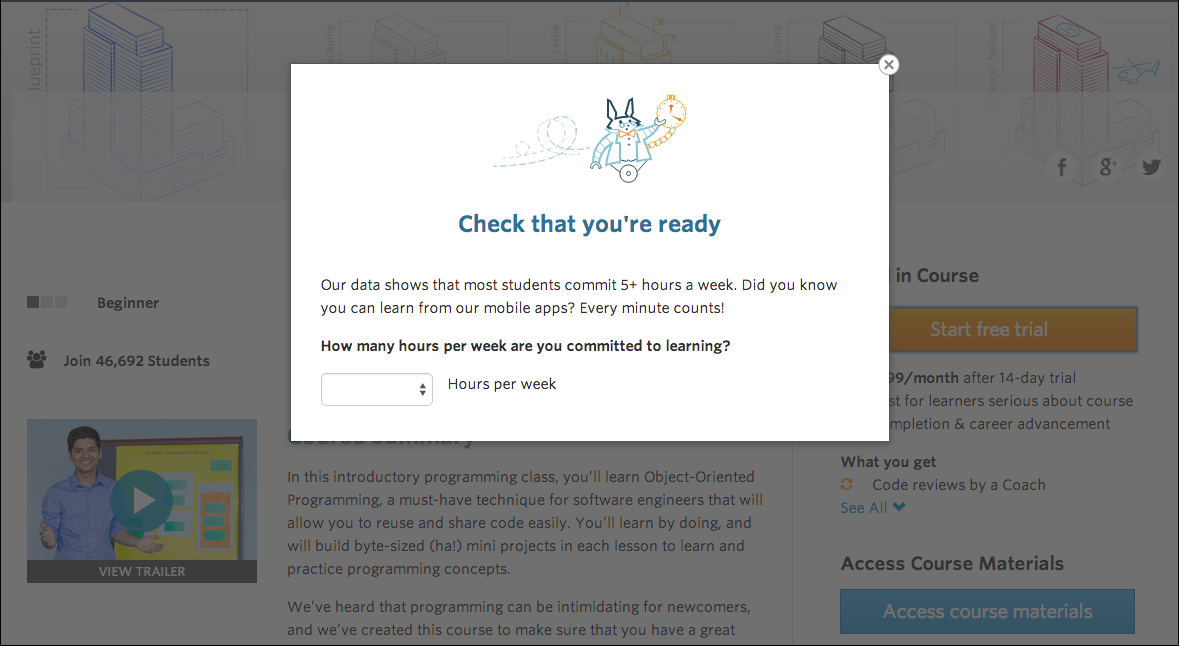 blueprint
castle
stairs
helipad
Check that you're ready
Our data shows that most students commit 5+ hours a week. Did you know
you can learn from our mobile apps? Every minute counts!
How many hours per week are you committed to learning?
Hours per week
f
g+
Beginner
Join 46,692 Students
Python Standard Library
VIEW TRAILER
Course Summary
In this introductory programming class, you'll learn Object-Oriented
Programming, a must-have technique for software engineers that will
allow you to reuse and share code easily. You'll learn by doing, and
will build byte-sized (ha!) mini projects in each lesson to learn and
practice programming concepts.
We've heard that programming can be intimidating for newcomers,
and we've created this course to make sure that you have a great
in Course
Start free trial
99/month after 14-day trial
st for learners serious about course
mpletion & career advancement
What you get
Code reviews by a Coach
See All
Access Course Materials
Access course materials